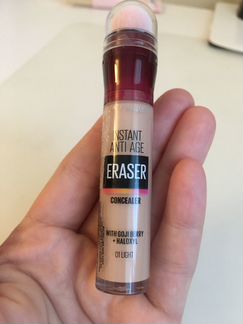 INSTANT
ANTI AGE
ERASER
CONCEALER
WITH GOJI BERRY
+ HALOXYL
01 LIGHT